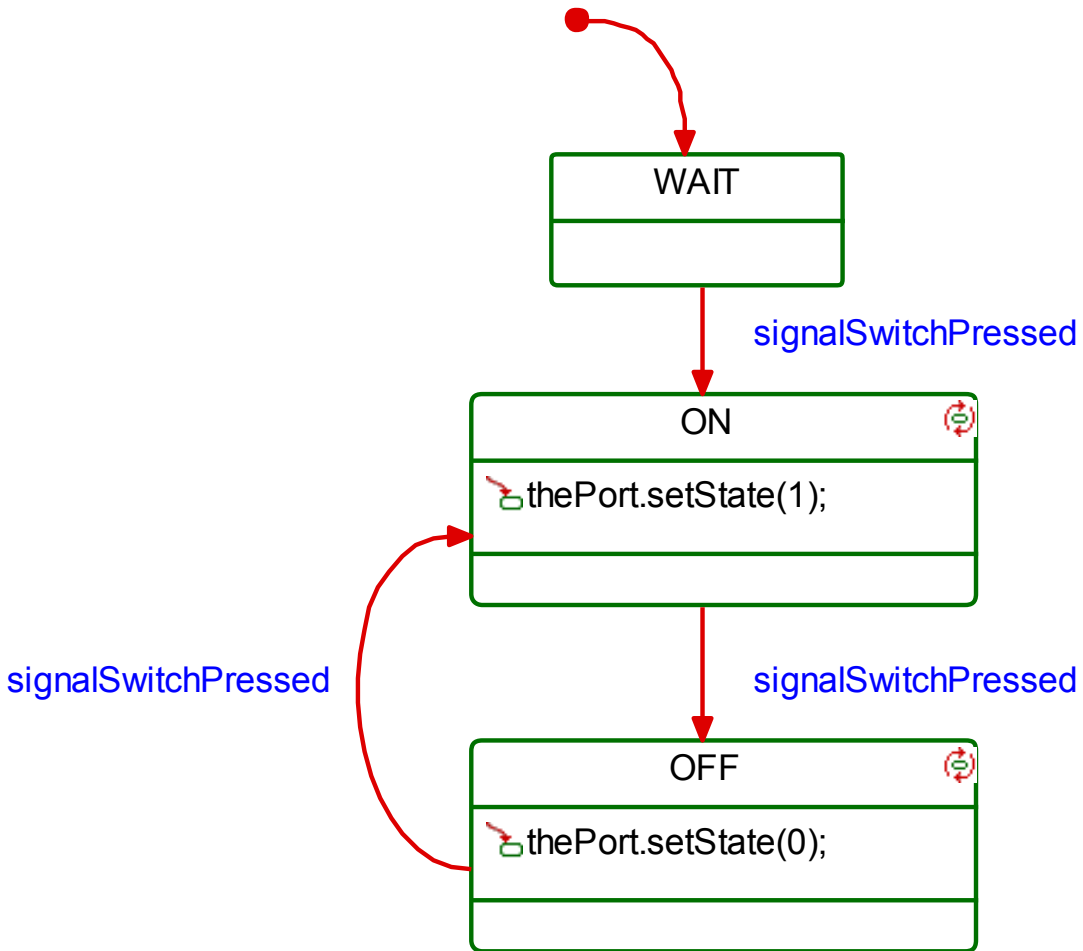 WAIT
signalSwitchPressed
ON
thePort.setState(1);
signalSwitchPressed
signalSwitchPressed
OFF
thePort.setState(0);